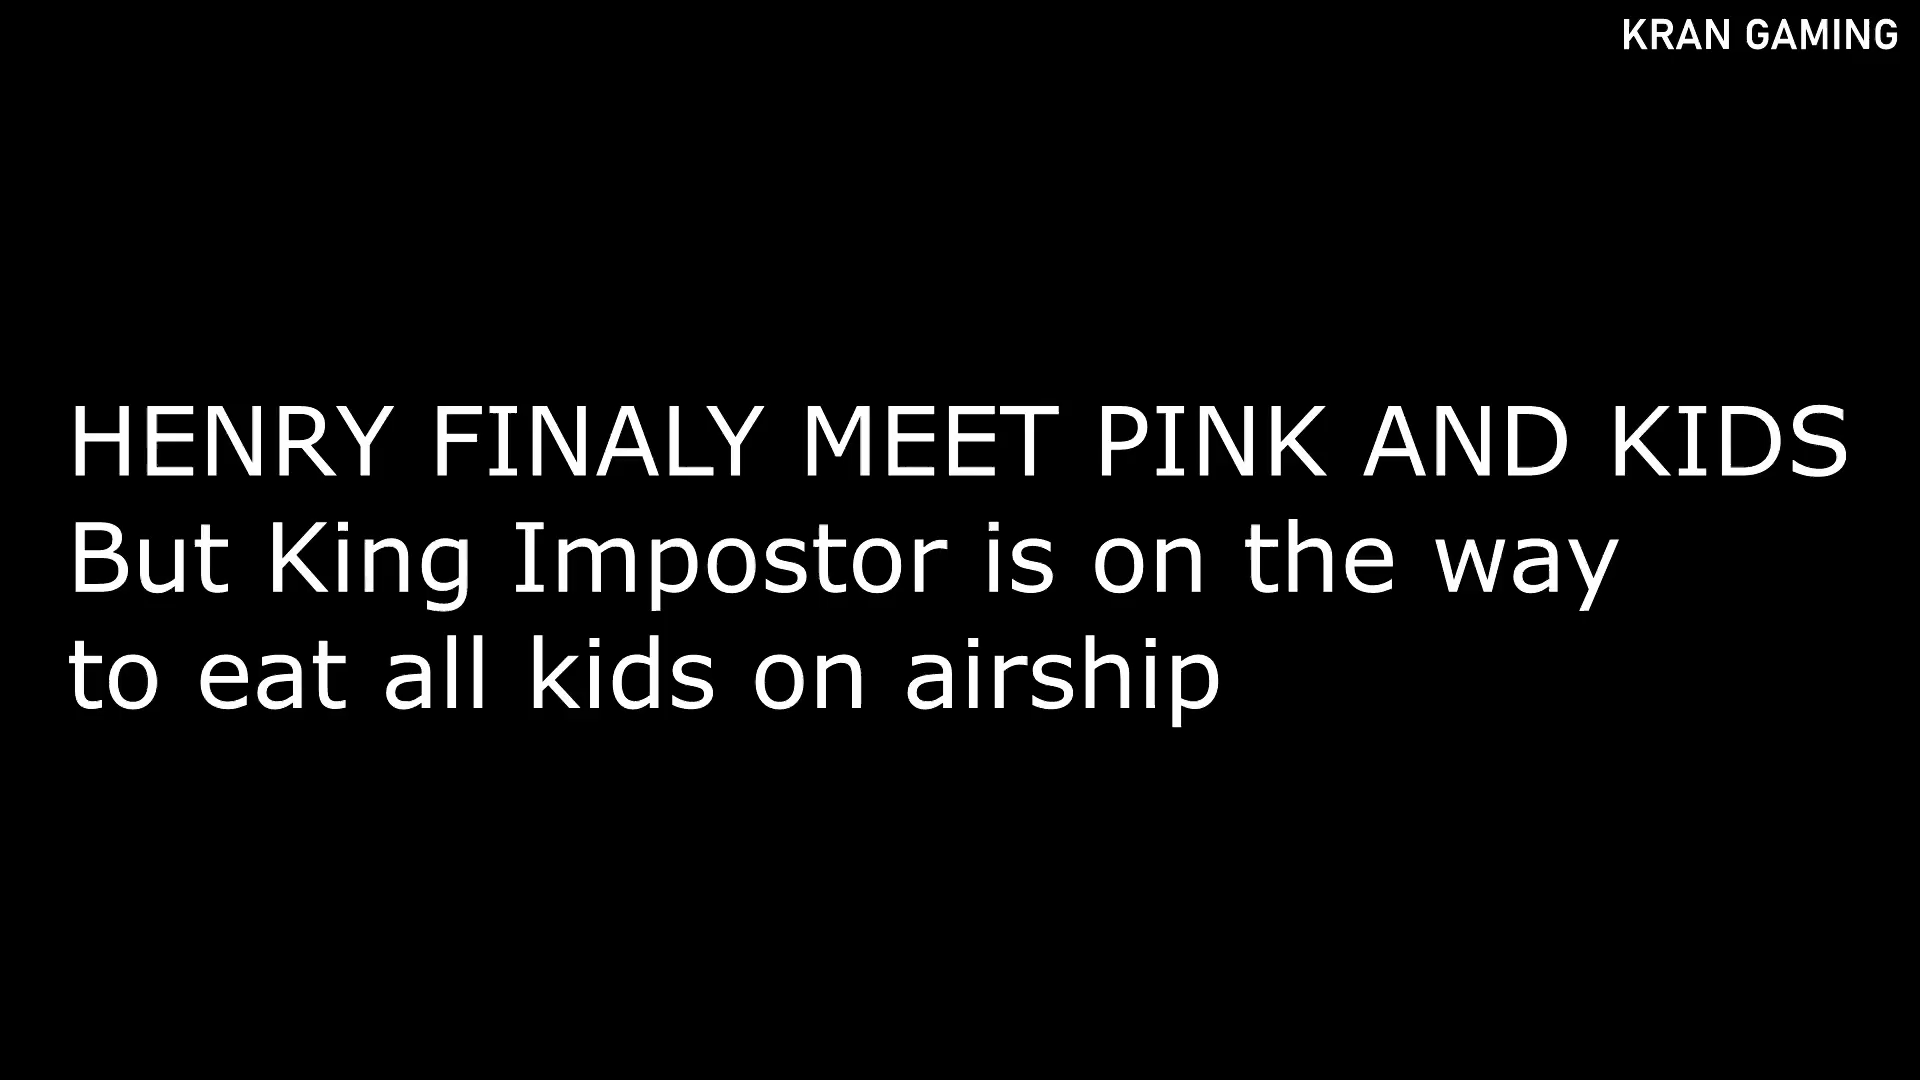 KRAN GAMING
HENRY FINALY MEET PINK AND KIDS
But King Impostor is on the way
to eat all kids on airship